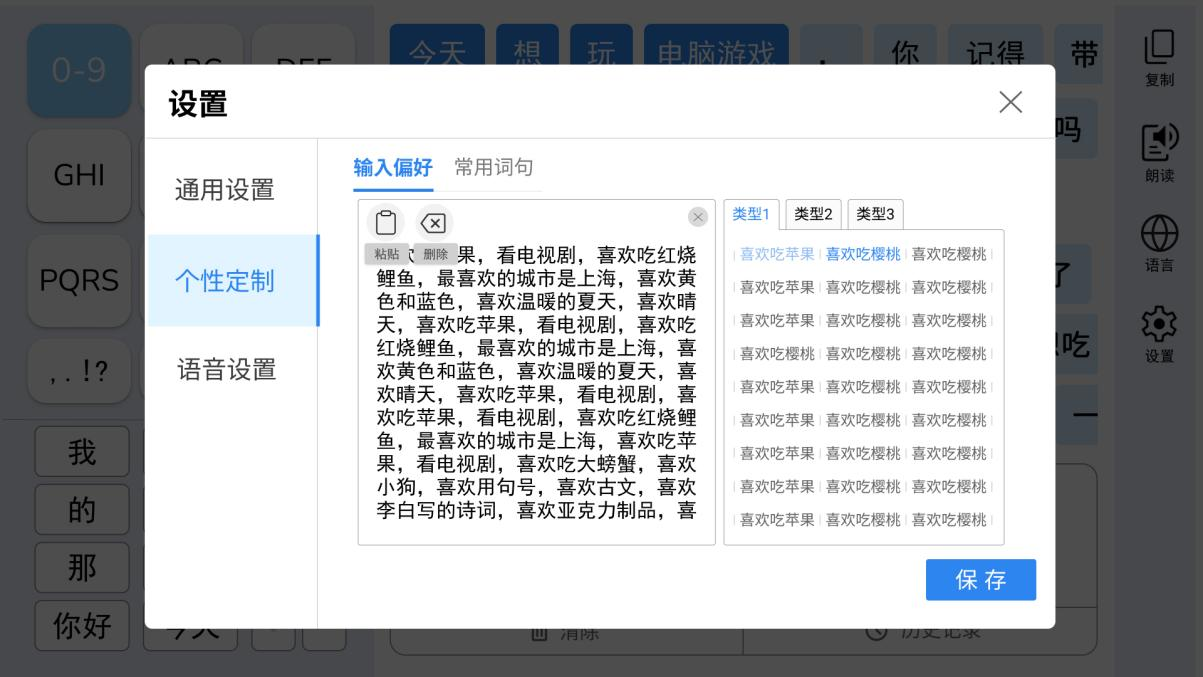 0-9
今天 想 玩 电脑游戏 你 记得 带
复制
设置
吗
GHI
朗读
通用设置
输入偏好 常用词句
类型1 类型2 类型3
粘贴 删除
语言
PQRS
个性定制
果，看电视剧，喜欢吃红烧
鲤鱼，最喜欢的城市是上海，喜欢黄
色和蓝色，喜欢温暖的夏天，喜欢晴
天，喜欢吃苹果，看电视剧，喜欢吃
红烧鲤鱼，最喜欢的城市是上海，喜
欢黄色和蓝色，喜欢温暖的夏天，喜
欢晴天，喜欢吃苹果，看电视剧，喜
欢吃苹果，看电视剧，喜欢吃红烧鲤
鱼，最喜欢的城市是上海，喜欢吃苹
果，看电视剧，喜欢吃大螃蟹，喜欢
小狗，喜欢用句号，喜欢古文，喜欢
李白写的诗词，喜欢亚克力制品，喜
喜欢吃苹果 喜欢吃樱桃 喜欢吃樱桃
喜欢吃苹果 喜欢吃樱桃 喜欢吃樱桃
喜欢吃苹果 喜欢吃樱桃 喜欢吃樱桃
喜欢吃樱桃 喜欢吃樱桃 喜欢吃樱桃
喜欢吃苹果 喜欢吃樱桃 喜欢吃樱桃
喜欢吃苹果 喜欢吃樱桃 喜欢吃樱桃
喜欢吃苹果 喜欢吃樱桃 喜欢吃樱桃
喜欢吃苹果 喜欢吃樱桃 喜欢吃樱桃
喜欢吃苹果 喜欢吃樱桃 喜欢吃樱桃
了
吃
设置
, . ! ?
语音设置
一
我
的
那
保存
你好 今天
清除 历史记录